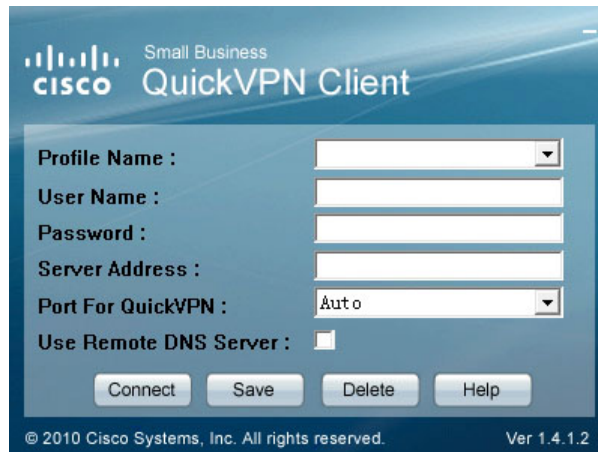 Small Business
CISCO QuickVPN Client
Profile Name :
User Name :
Password :
Server Address :
Port For QuickVPN : Auto
Use Remote DNS Server :
Connect Save Delete Help
© 2010 Cisco Systems, Inc. All rights reserved. Ver 1.4.1.2